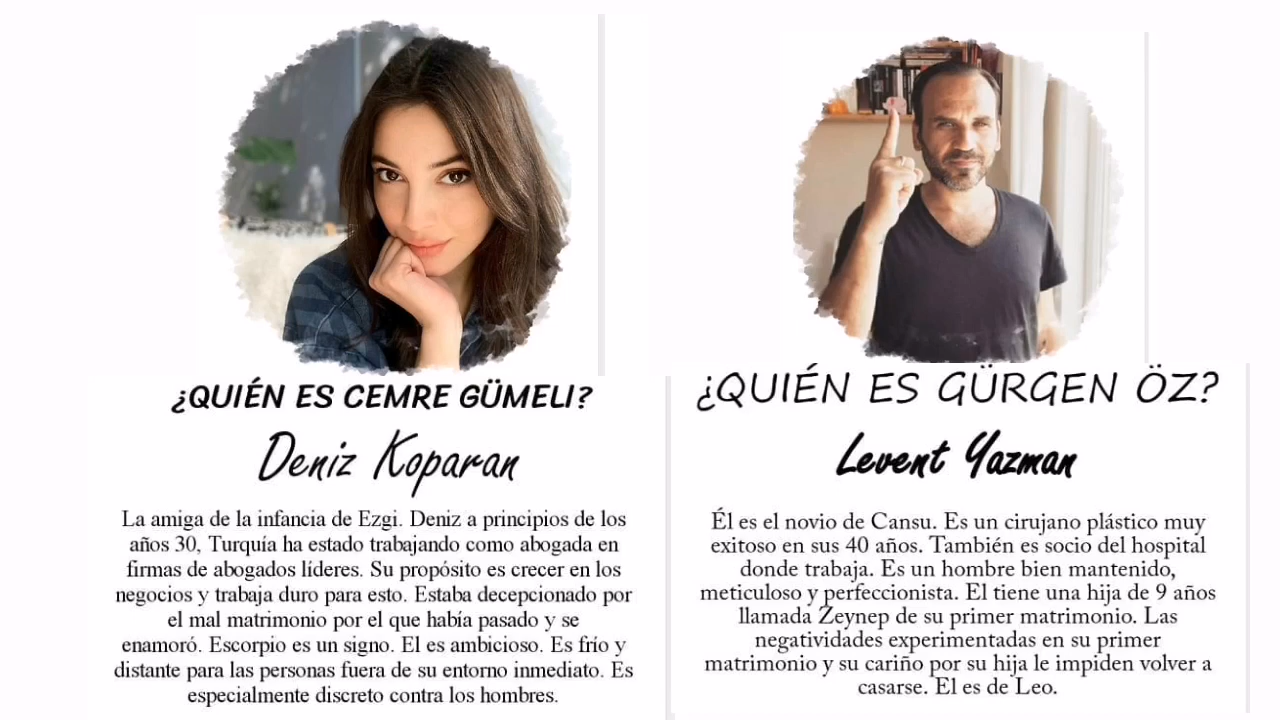 ¿QUIÉN ES CEMRE GÜMELI?
Deniz Koparan
La amiga de la infancia de Ezgi. Deniz a principios de los
años 30, Turquía ha estado trabajando como abogada en
firmas de abogados líderes. Su propósito es crecer en los
negocios y trabaja duro para esto. Estaba decepcionado por
el mal matrimonio por el que había pasado y se
enamoró. Escorpio es un signo. El es ambicioso. Es frío y
distante para las personas fuera de su entorno inmediato. Es
especialmente discreto contra los hombres.
¿QUIÉN ES GÜRGEN ÖZ?
Levent Yazman
Él es el novio de Cansu. Es un cirujano plástico muy
exitoso en sus 40 años. También es socio del hospital
donde trabaja. Es un hombre bien mantenido,
meticuloso y perfeccionista. El tiene una hija de 9 años
llamada Zeynep de su primer matrimonio. Las
negatividades experimentadas en su primer
matrimonio y su cariño por su hija le impiden volver a
casarse. El es de Leo.